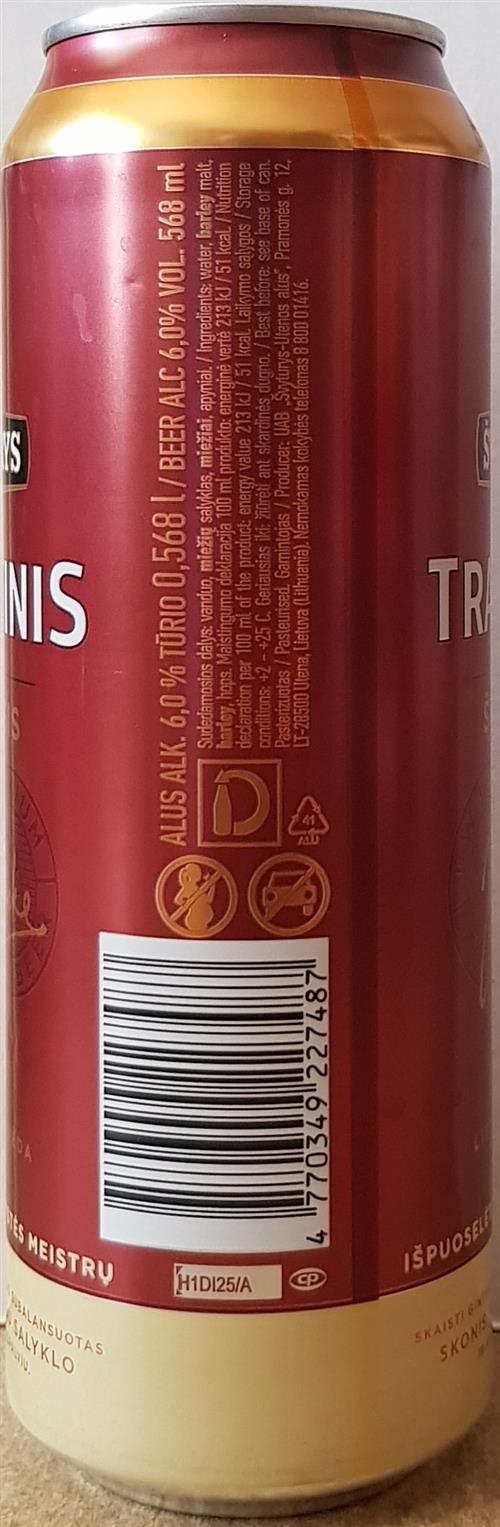 ALUS ALK. 6,0 % TŪRIO 0,568 l / BEER ALC 6,0% VOL. 568 ml
Sudedamosios dalys: vanduo, miežių salyklas, miežiai, apyniai. / Ingredients: water, barley malt,
barley, hops. Maistingumo deklaracija 100 ml produkto: energinė vertė 213 kJ / 51 kcal. / Nutrition
declaration per 100 ml of the product: energy value 213 kJ / 51 kcal. Laikymo sąlygos / Storage
conditions: +2 – +25 C. Geriausias iki: žiūrėti ant skardinės dugno. / Best before: see base of can.
Pasterizuotas / Pasteurised. Gamintojas / Producer: UAB „Švyturys-Utenos alus", Pramonės g. 12,
LT-28500 Utena, Lietuva (Lithuania). Nemokamas kokybės telefonas 8 800 01416.
41
ALU
4 770349 227487
H1DI25/A
CP
YS
NIS
S
TRA
MEISTRŲ
SALYKLO
IŠPUOSELĖ
SKAISTI
SKONIS